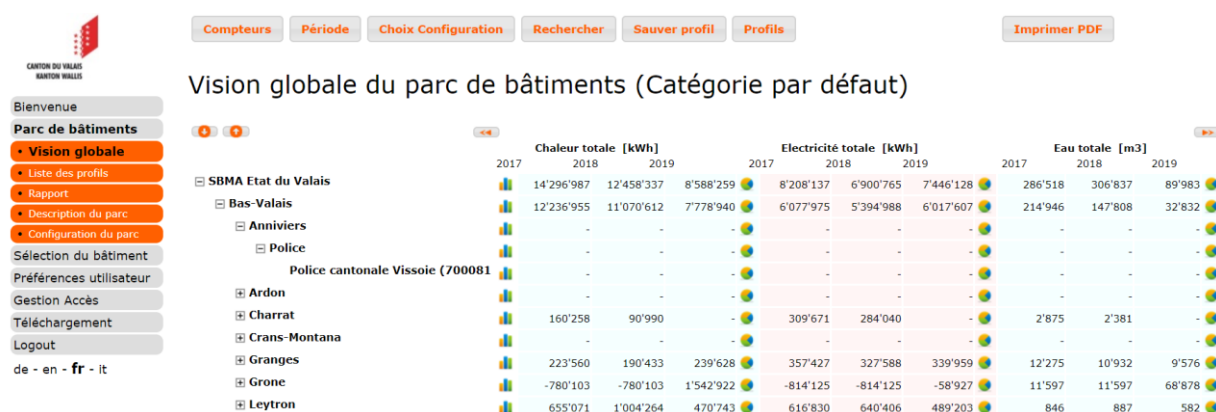 Compteurs Période Choix Configuration Rechercher Sauver profil Profils Imprimer PDF
CANTON DU VALAIS
KANTON WALLIS
Vision globale du parc de bâtiments (Catégorie par défaut)
Bienvenue
Parc de bâtiments
• Vision globale
• Liste des profils
• Rapport
• Description du parc
• Configuration du parc
Sélection du bâtiment
Préférences utilisateur
Gestion Accès
Téléchargement
Logout
de - en - fr - it
Chaleur totale [kWh] Electricité totale [kWh] Eau totale [m3]
2017 2018 2019 2017 2018 2019 2017 2018 2019
SBMA Etat du Valais 14'296'987 12'458'337 8'588'259 8'208'137 6'900'765 7'446'128 286'518 306'837 89'983
Bas-Valais 12'236'955 11'070'612 7'778'940 6'077'975 5'394'988 6'017'607 214'946 147'808 32'832
Anniviers - - - - - - - - -
Police - - - - - - - - -
Police cantonale Vissoie (700081 - - - - - - - - -
Ardon - - - - - - - - -
Charrat 160'258 90'990 - 309'671 284'040 - 2'875 2'381 -
Crans-Montana - - - - - - - - -
Granges 223'560 190'433 239'628 357'427 327'588 339'959 12'275 10'932 9'576
Grone -780'103 -780'103 1'542'922 -814'125 -814'125 -58'927 11'597 11'597 68'878
Leytron 655'071 1'004'264 470'743 616'830 640'406 489'203 846 887 582